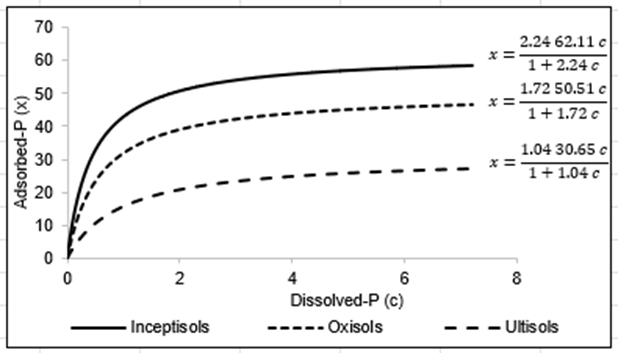 70
60
50
40
30
20
10
0
Adsorbed-P (x)
x = 2.24 62.11 c / 1 + 2.24 c
x = 1.72 50.51 c / 1 + 1.72 c
x = 1.04 30.65 c / 1 + 1.04 c
0 2 4 6 8
Dissolved-P (c)
Inceptisols Oxisols Ultisols